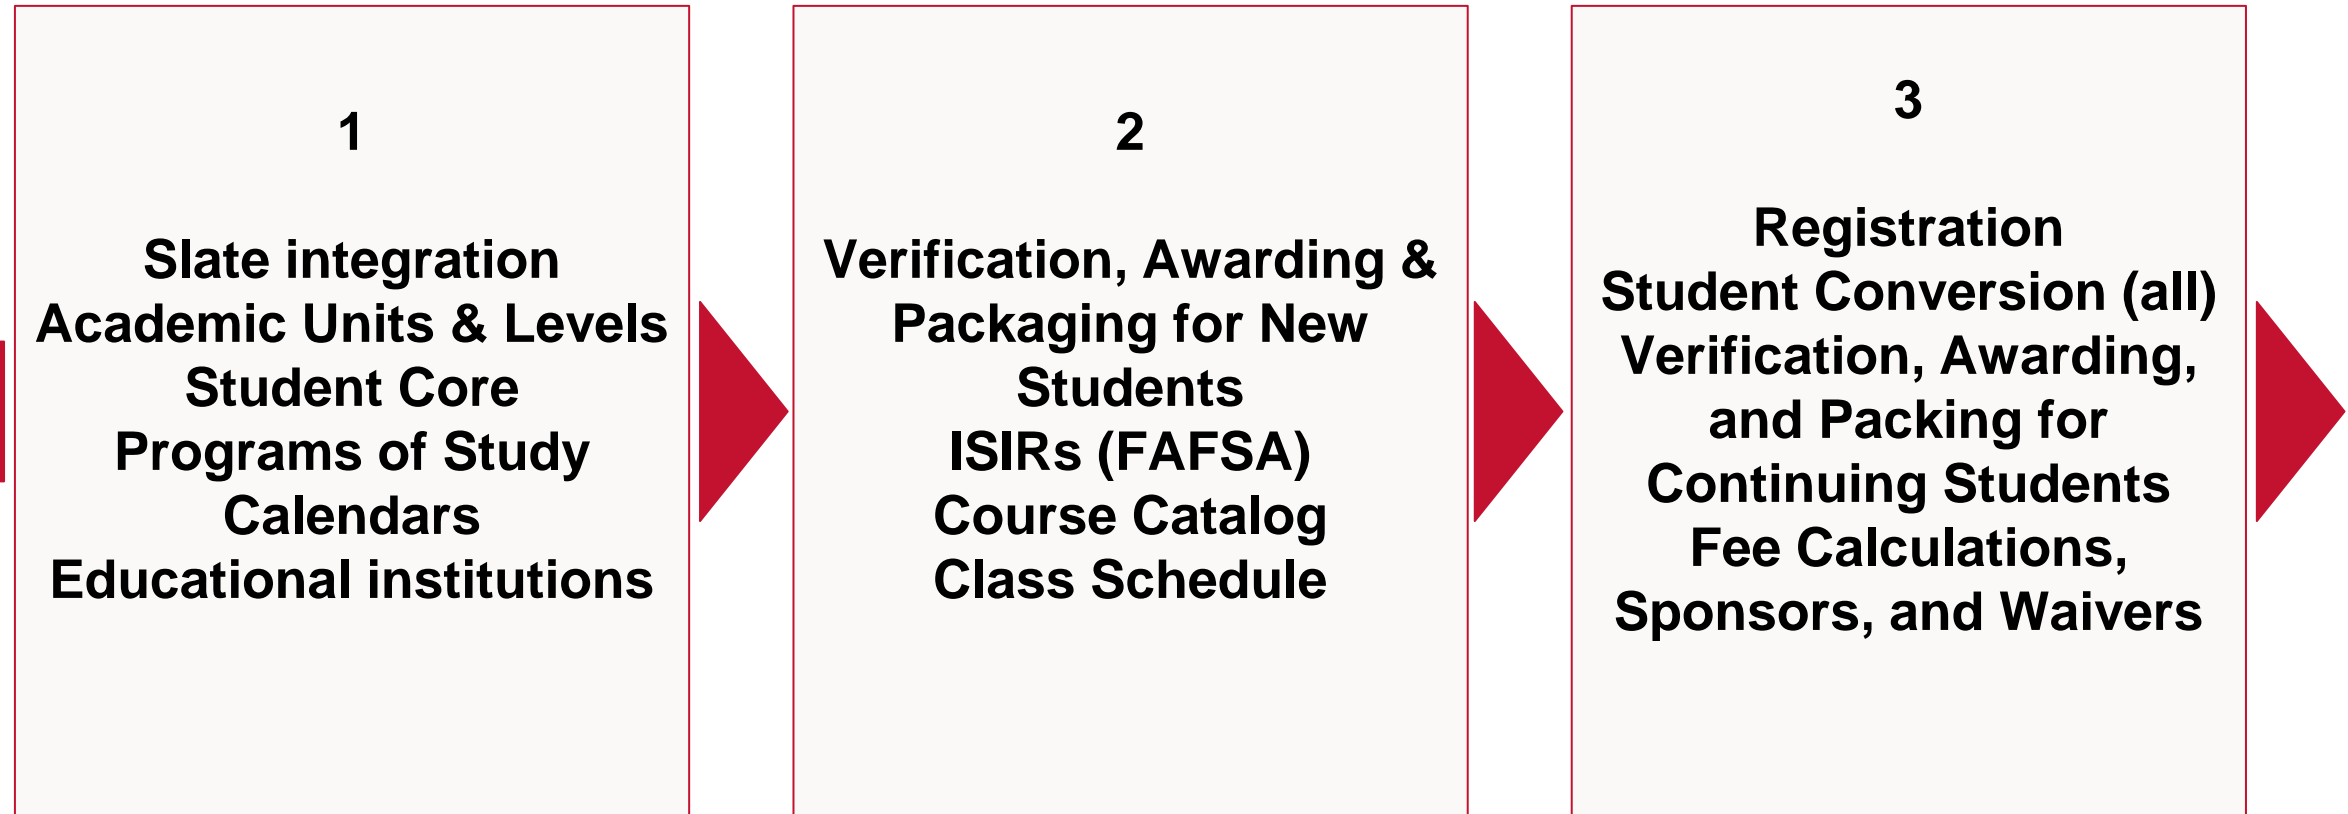 1
Slate integration
Academic Units & Levels
Student Core
Programs of Study
Calendars
Educational institutions
2
Verification, Awarding &
Packaging for New
Students
ISIRs (FAFSA)
Course Catalog
Class Schedule
3
Registration
Student Conversion (all)
Verification, Awarding,
and Packing for
Continuing Students
Fee Calculations,
Sponsors, and Waivers